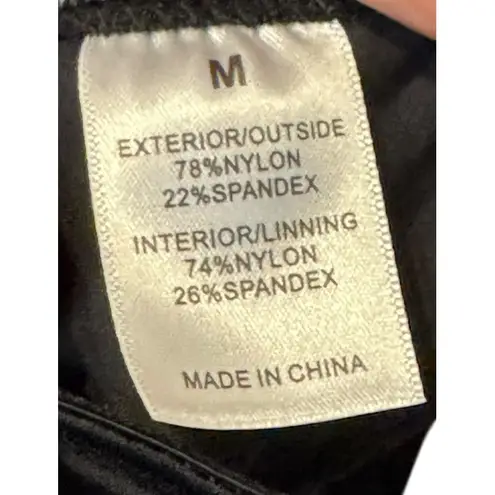 M
EXTERIOR/OUTSIDE
78%NYLON
22%SPANDEX
INTERIOR/LINNING
74%NYLON
26%SPANDEX
MADE IN CHINA